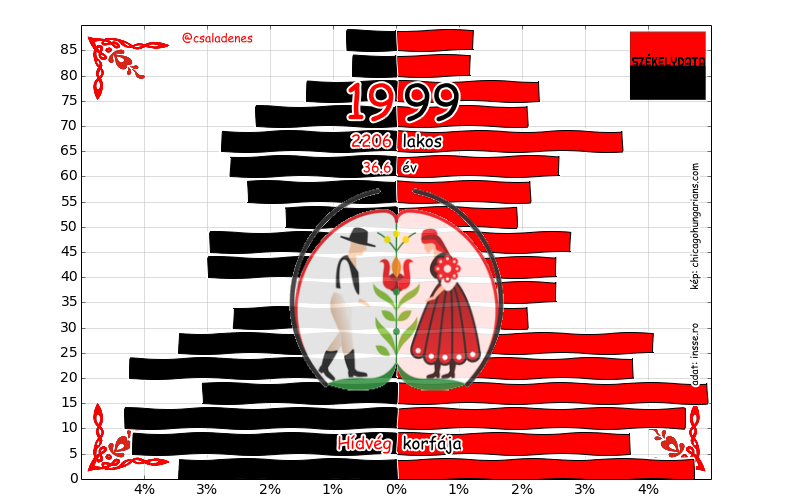 @csaladenes
SZÉKELYDATA
1999
2206 lakos
36.6 év
kép: chicagohungarians.com
adat: insse.ro
Hídvég korfája
85
80
75
70
65
60
55
50
45
40
35
30
25
20
15
10
5
0
4% 3% 2% 1% 0% 1% 2% 3% 4%